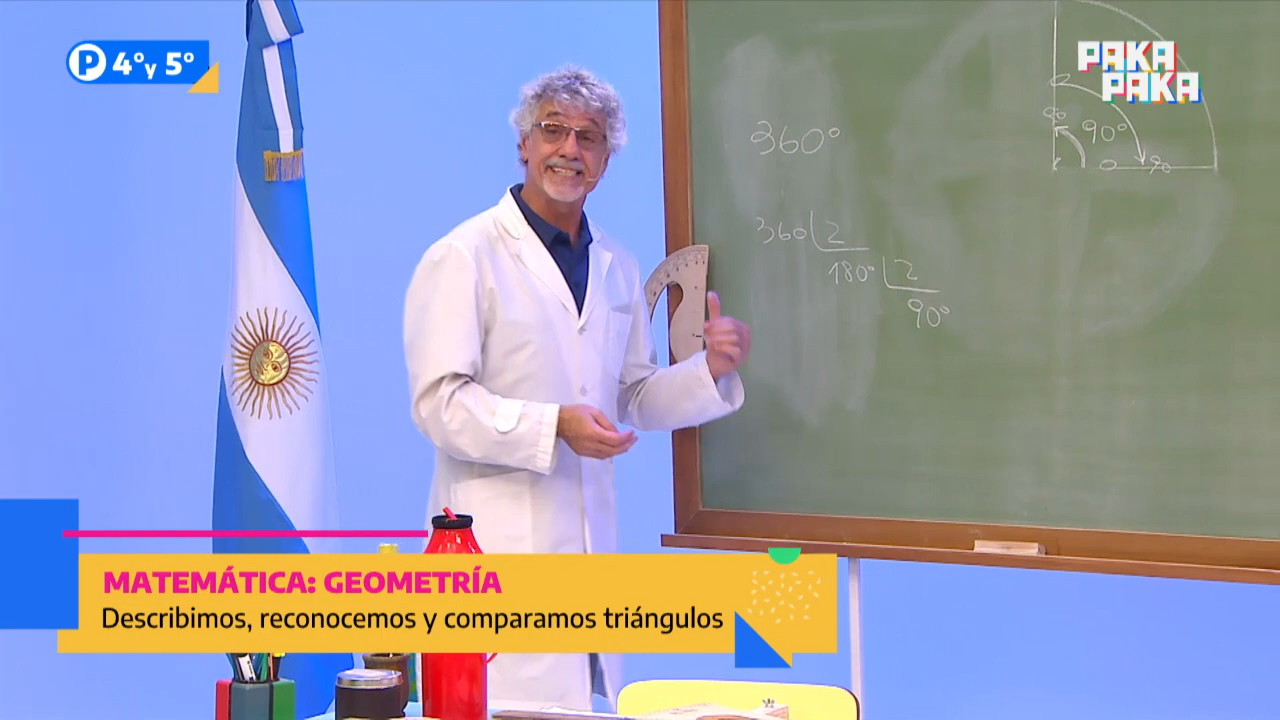 P 4° y 5°
PAKA
PAKA
360°
90°
90
0
90
360 2
180° 2
90°
MATEMÁTICA: GEOMETRÍA
Describimos, reconocemos y comparamos triángulos